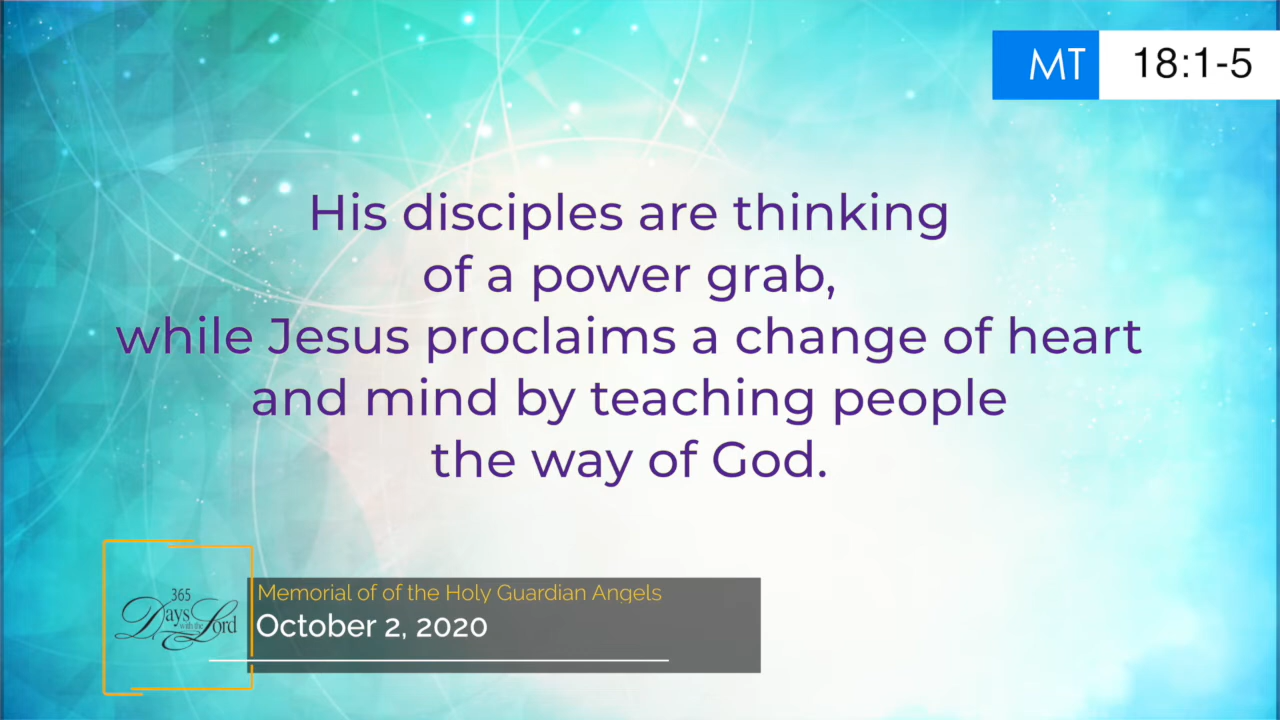 MT 18:1-5
His disciples are thinking
of a power grab,
while Jesus proclaims a change of heart
and mind by teaching people
the way of God.
365
Days with the Lord
Memorial of of the Holy Guardian Angels
October 2, 2020